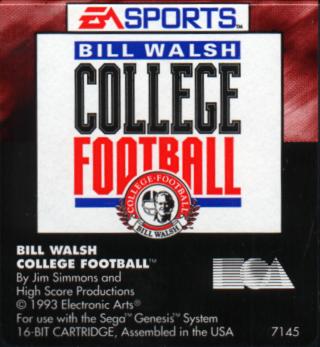 EA SPORTS™
BILL WALSH
COLLEGE
FOOTBALL
COLLEGE·FOOTBALL
BILL WALSH
BILL WALSH
COLLEGE FOOTBALL™
By Jim Simmons and
High Score Productions
© 1993 Electronic Arts®
For use with the Sega™ Genesis™ System
16-BIT CARTRIDGE, Assembled in the USA
7145
EA